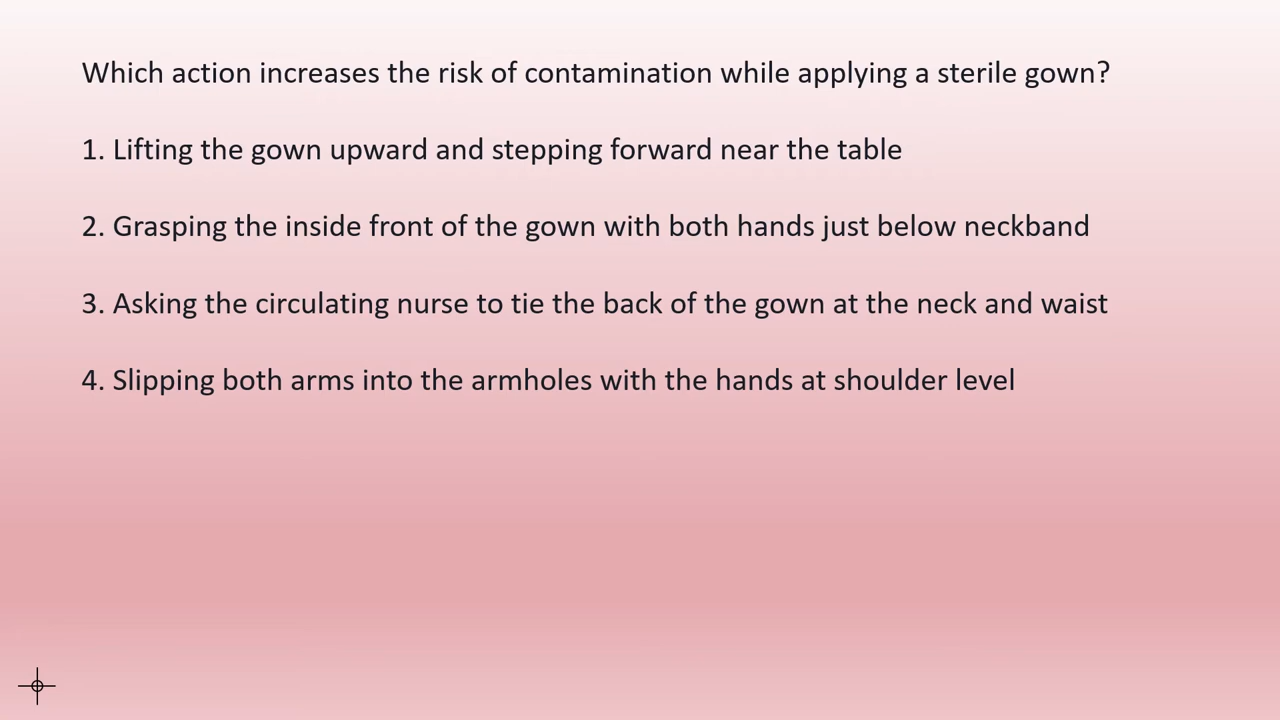 Which action increases the risk of contamination while applying a sterile gown?
1. Lifting the gown upward and stepping forward near the table
2. Grasping the inside front of the gown with both hands just below neckband
3. Asking the circulating nurse to tie the back of the gown at the neck and waist
4. Slipping both arms into the armholes with the hands at shoulder level